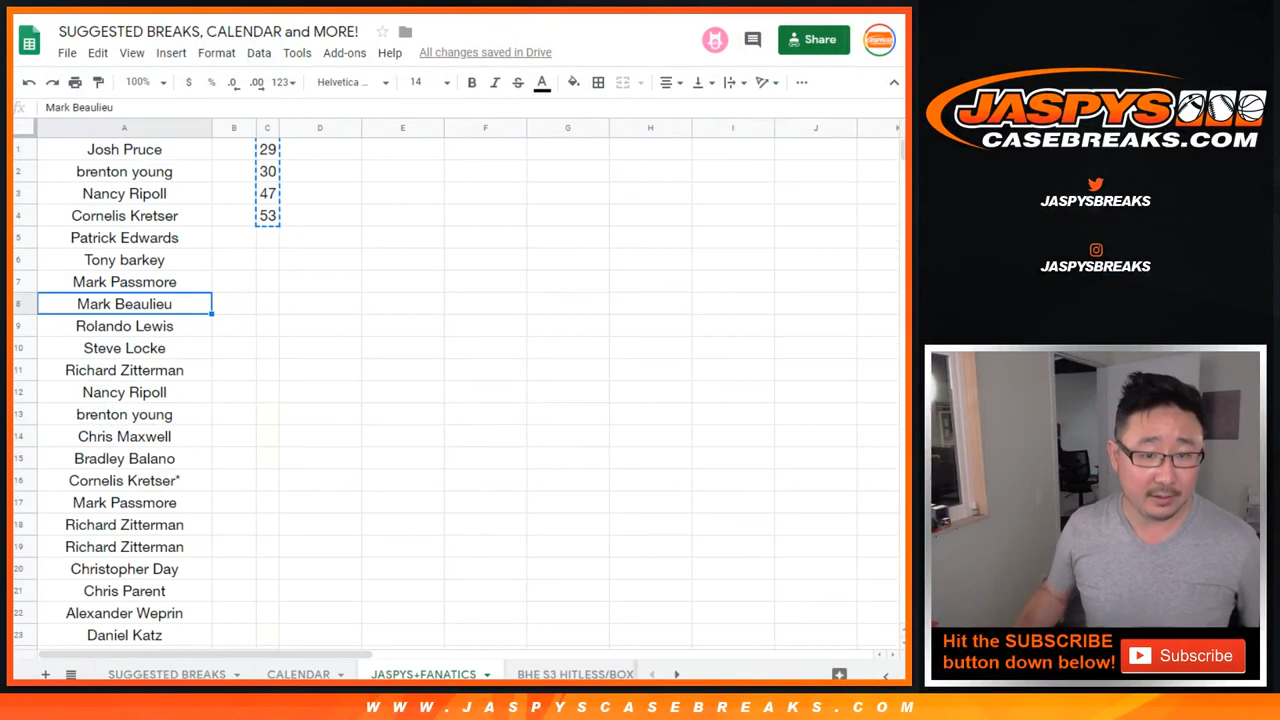 SUGGESTED BREAKS, CALENDAR and MORE!
File Edit View Insert Format Data Tools Add-ons Help All changes saved in Drive
Share
100% $ % .0 .00 123 Helvetica ... 14 B I S A ...
fx Mark Beaulieu
A B C D E F G H I J
1 Josh Pruce 29
2 brenton young 30
3 Nancy Ripoll 47
4 Cornelis Kretser 53
5 Patrick Edwards
6 Tony barkey
7 Mark Passmore
8 Mark Beaulieu
9 Rolando Lewis
10 Steve Locke
11 Richard Zitterman
12 Nancy Ripoll
13 brenton young
14 Chris Maxwell
15 Bradley Balano
16 Cornelis Kretser*
17 Mark Passmore
18 Richard Zitterman
19 Richard Zitterman
20 Christopher Day
21 Chris Parent
22 Alexander Weprin
23 Daniel Katz
SUGGESTED BREAKS CALENDAR JASPYS+FANATICS BHE S3 HITLESS/BOX
JASPYS
CASEBREAKS.COM
JASPYSBREAKS
JASPYSBREAKS
Hit the SUBSCRIBE
button down below!
Subscribe
WWW.JASPYSCASEBREAKS.COM